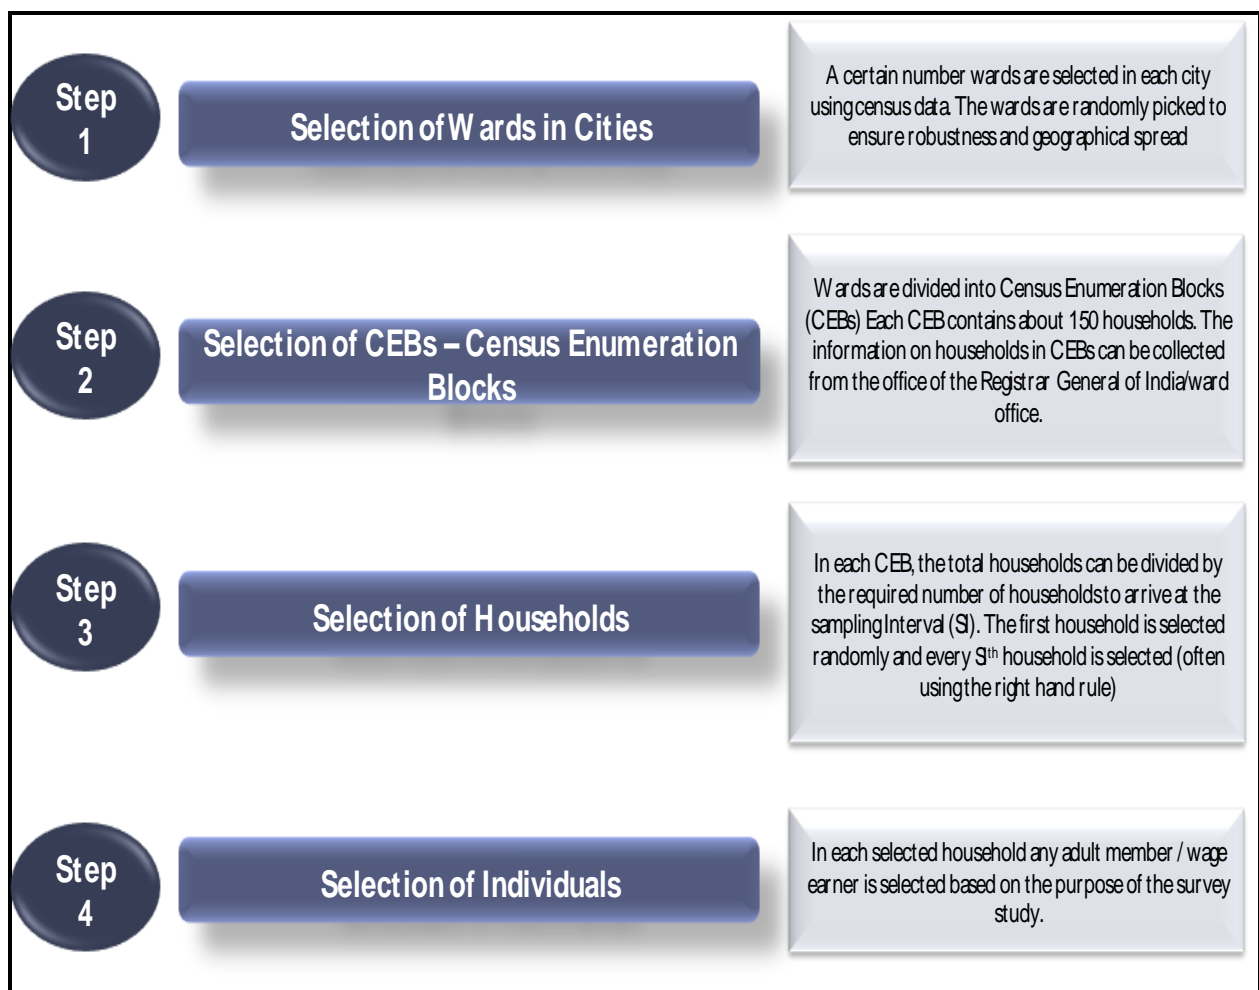 Step
1
Selection of Wards in Cities
A certain number wards are selected in each city
using census data. The wards are randomly picked to
ensure robustness and geographical spread
Step
2
Selection of CEBs – Census Enumeration
Blocks
Wards are divided into Census Enumeration Blocks
(CEBs) Each CEB contains about 150 households. The
information on households in CEBs can be collected
from the office of the Registrar General of India/ward
office.
Step
3
Selection of Households
In each CEB, the total households can be divided by
the required number of households to arrive at the
sampling Interval (SI). The first household is selected
randomly and every SIth household is selected (often
using the right hand rule)
Step
4
Selection of Individuals
In each selected household any adult member / wage
earner is selected based on the purpose of the survey
study.